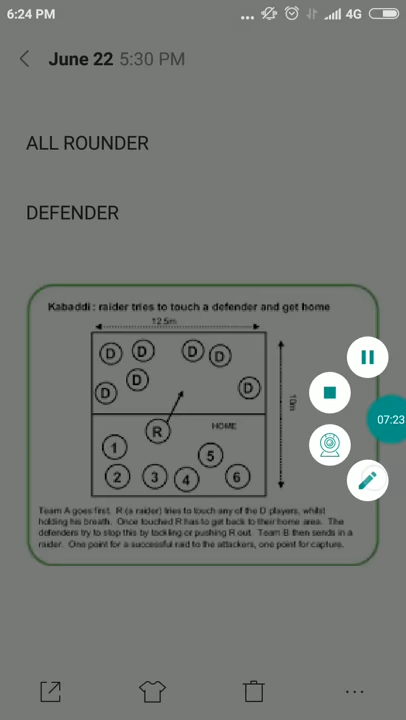 6:24 PM
... 4G
June 22 5:30 PM
ALL ROUNDER
DEFENDER
Kabaddi : raider tries to touch a defender and get home
12.5m
D D D D
D D D
10m
R HOME
1 5
2 3 4 6
07:23
Team A goes first. R (a raider) tries to touch any of the D players, whilst
holding his breath. Once touched R has to get back to their home area. The
defenders try to stop this by tackling or pushing R out. Team B then sends in a
raider. One point for a successful raid to the attackers, one point for capture.